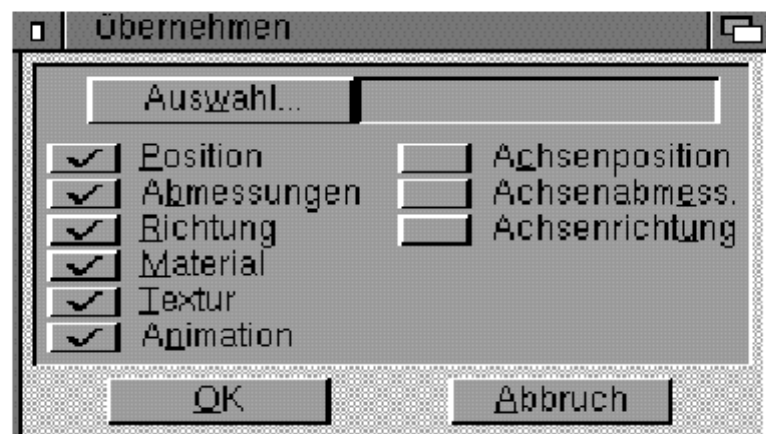 Übernehmen
Auswahl...
Position Achsenposition
Abmessungen Achsenabmess.
Richtung Achsenrichtung
Material
Textur
Animation
OK Abbruch